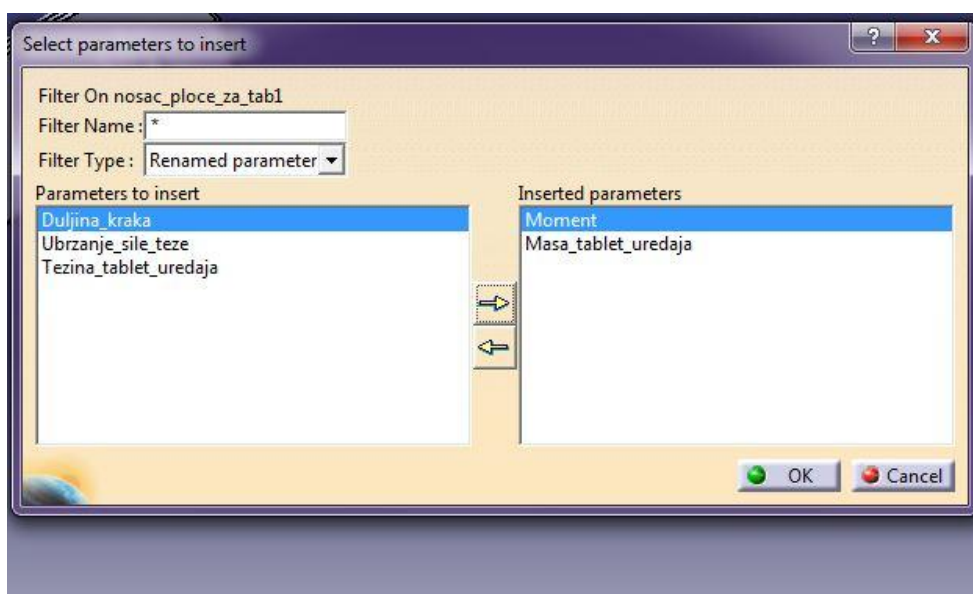 Select parameters to insert
?
X
Filter On nosac_ploce_za_tab1
Filter Name : *
Filter Type : Renamed parameter
Parameters to insert
Inserted parameters
Duljina_kraka
Ubrzanje_sile_teze
Tezina_tablet_uredaja
Moment
Masa_tablet_uredaja
OK
Cancel